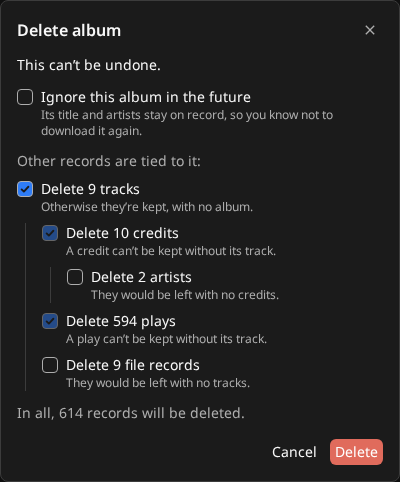 Delete album
This can’t be undone.
Ignore this album in the future
Its title and artists stay on record, so you know not to
download it again.
Other records are tied to it:
Delete 9 tracks
Otherwise they’re kept, with no album.
Delete 10 credits
A credit can’t be kept without its track.
Delete 2 artists
They would be left with no credits.
Delete 594 plays
A play can’t be kept without its track.
Delete 9 file records
They would be left with no tracks.
In all, 614 records will be deleted.
Cancel Delete